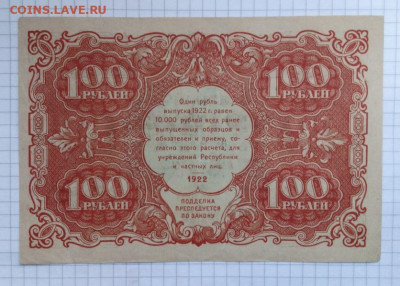 COINS.LAVE.RU
100 100
РУБЛЕЙ РУБЛЕЙ
Один рубль
выпуска 1922 г. равен
10.000 рублей всех ранее
выпущенных образцов и
обязателен к приему, со-
гласно этого расчета, для
учреждений Республики
и частных лиц.
1922
100 100
РУБЛЕЙ РУБЛЕЙ
ПОДДЕЛКА
ПРЕСЛЕДУЕТСЯ
ПО ЗАКОНУ